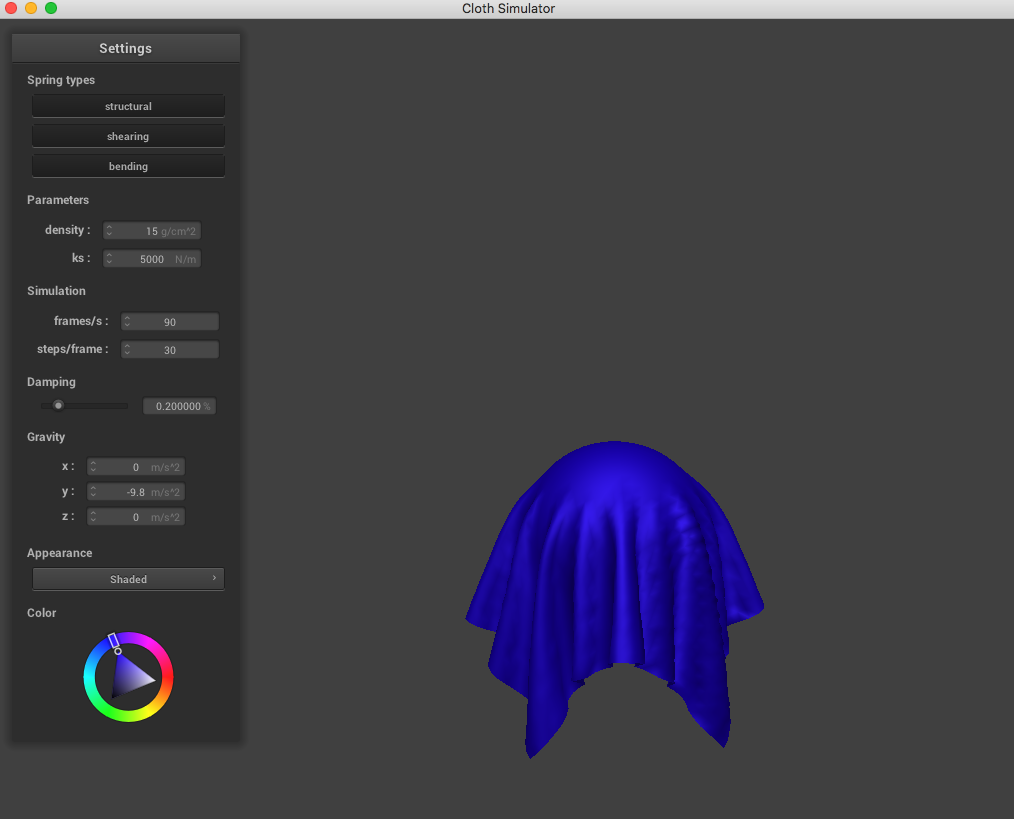 Cloth Simulator
Settings
Spring types
structural
shearing
bending
Parameters
density : 15 g/cm^2
ks : 5000 N/m
Simulation
frames/s : 90
steps/frame : 30
Damping
0.200000 %
Gravity
x : 0 m/s^2
y : -9.8 m/s^2
z : 0 m/s^2
Appearance
Shaded ›
Color